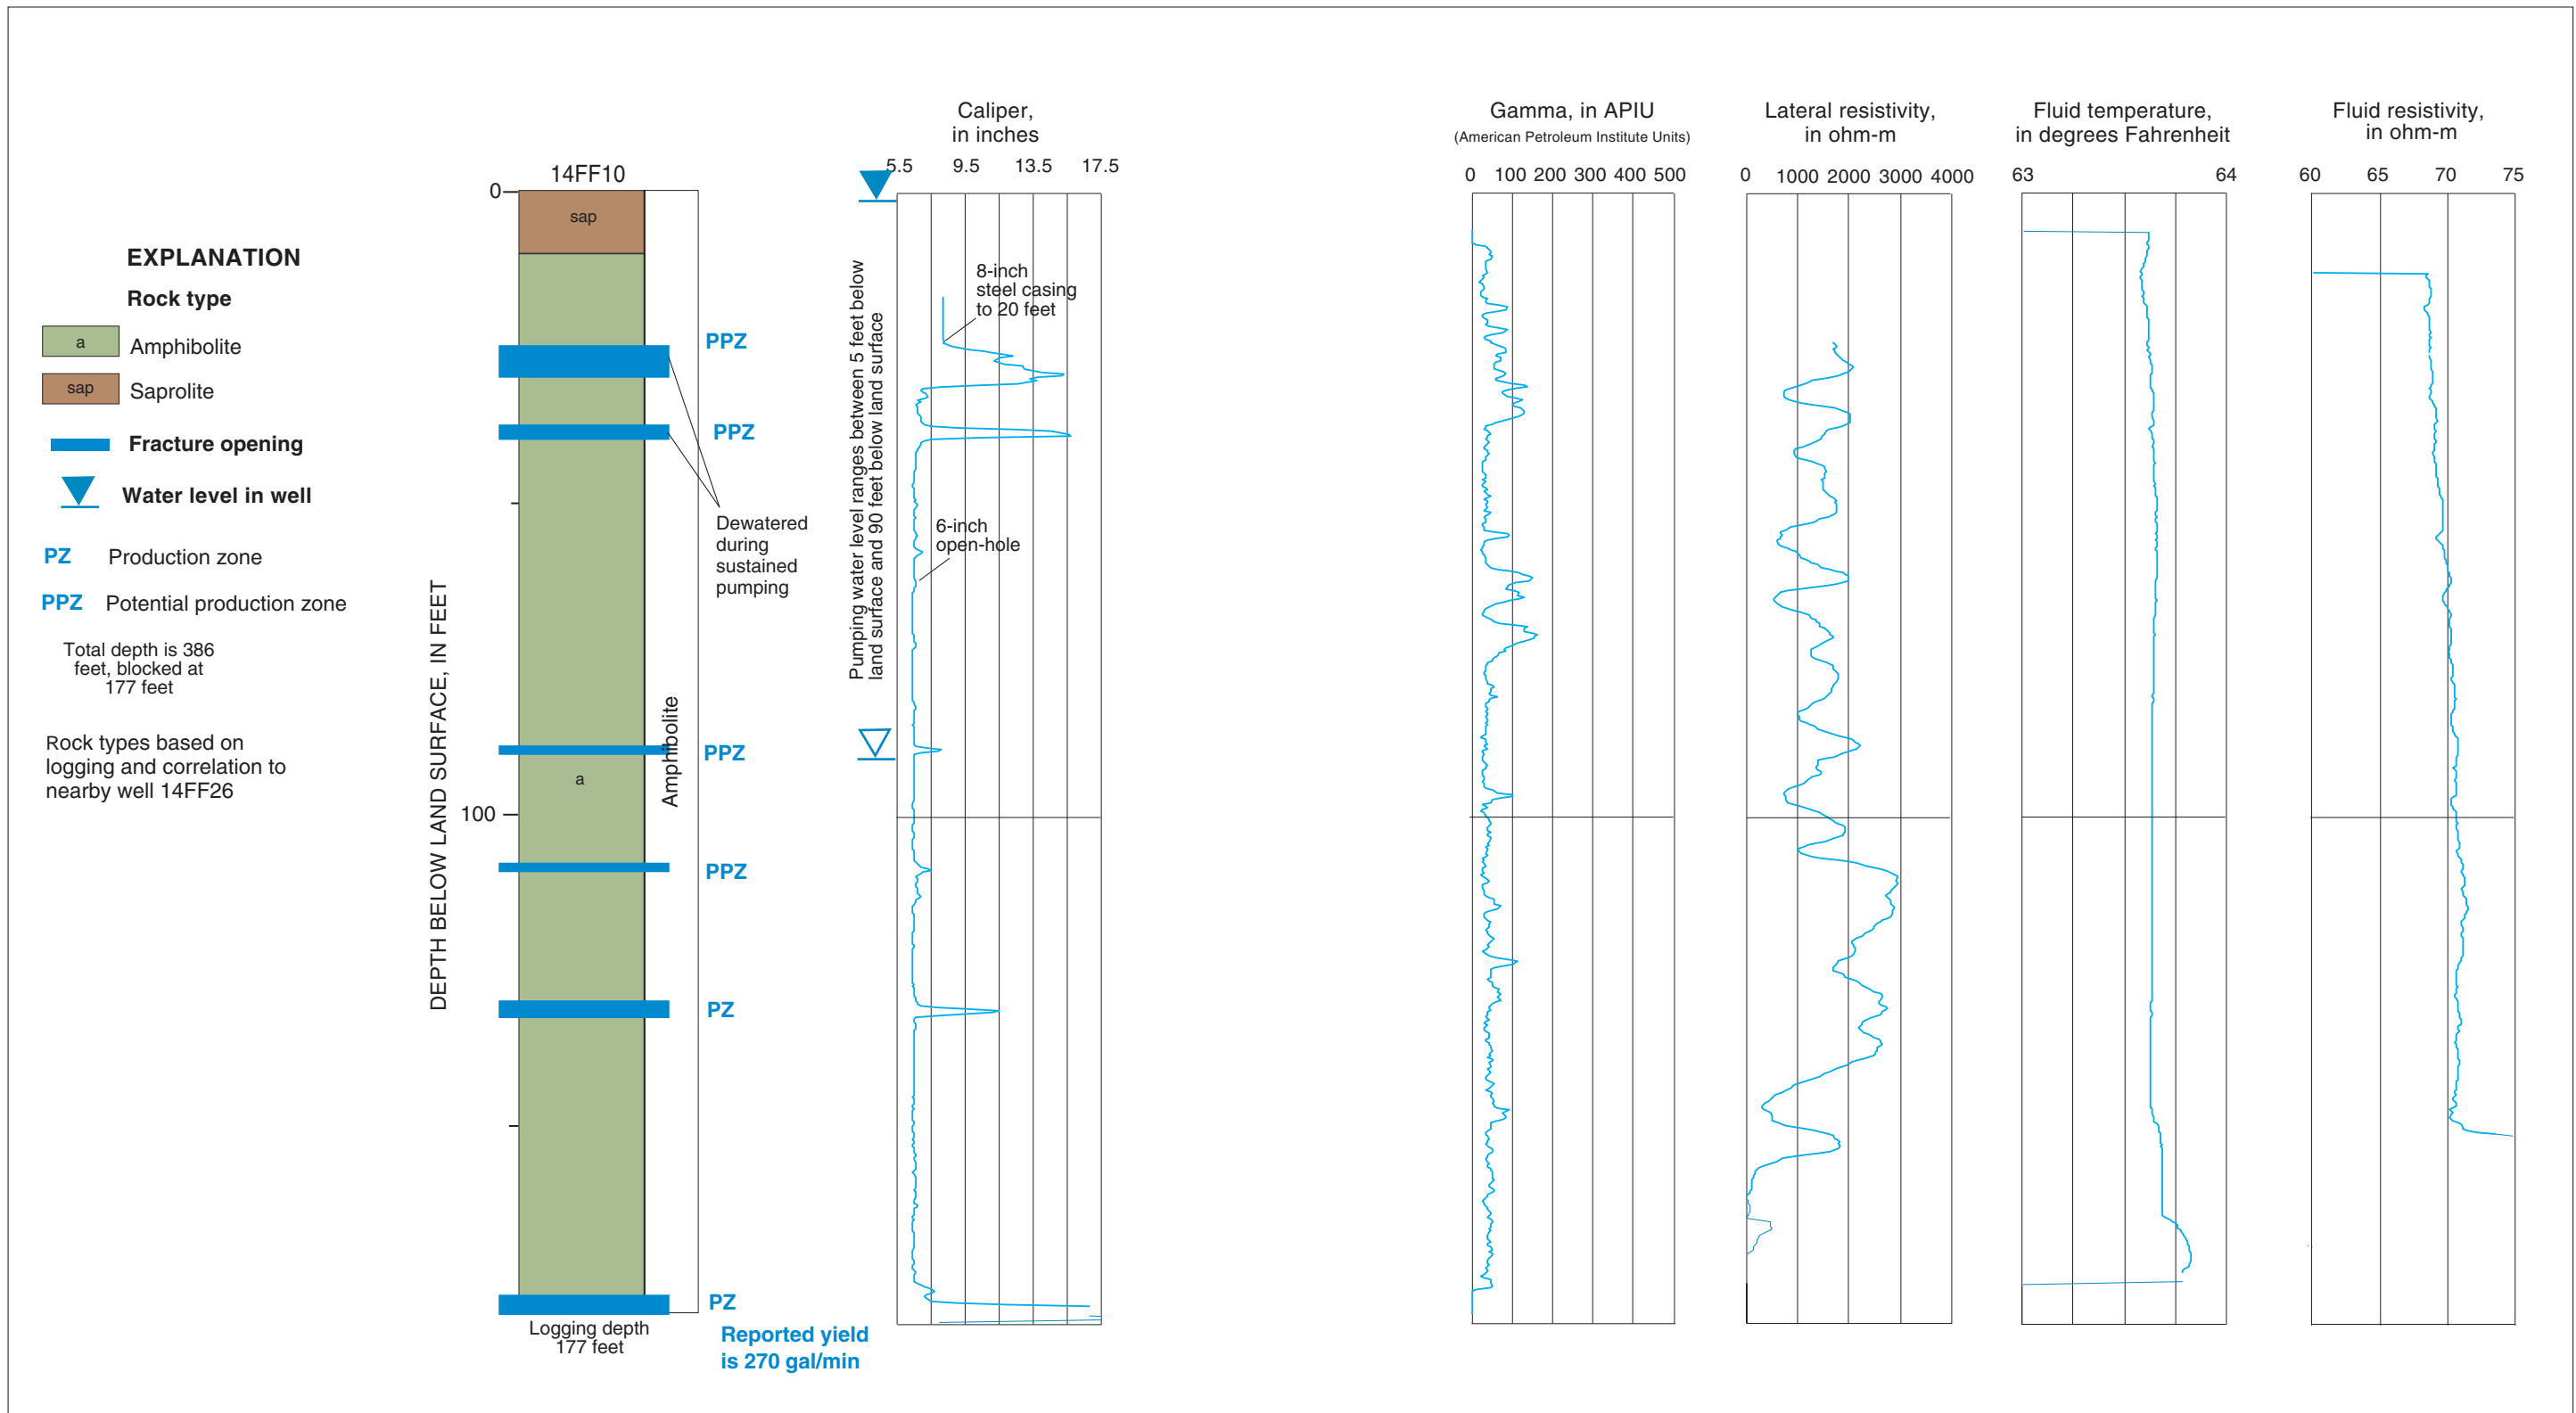 EXPLANATION
Rock type
a
Amphibolite
sap
Saprolite
Fracture opening
Water level in well
PZ
Production zone
PPZ
Potential production zone
Total depth is 386
feet, blocked at
177 feet
Rock types based on
logging and correlation to
nearby well 14FF26
DEPTH BELOW LAND SURFACE, IN FEET
0
100
14FF10
sap
a
Amphibolite
PPZ
PPZ
Dewatered
during
sustained
pumping
PPZ
PPZ
PZ
PZ
Logging depth
177 feet
Reported yield
is 270 gal/min
Pumping water level ranges between 5 feet below
land surface and 90 feet below land surface
Caliper,
in inches
5.5 9.5 13.5 17.5
8-inch
steel casing
to 20 feet
6-inch
open-hole
Gamma, in APIU
(American Petroleum Institute Units)
0 100 200 300 400 500
Lateral resistivity,
in ohm-m
0 1000 2000 3000 4000
Fluid temperature,
in degrees Fahrenheit
63 64
Fluid resistivity,
in ohm-m
60 65 70 75